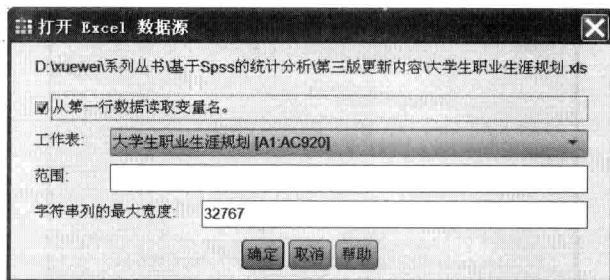 打开 Excel 数据源
D:\xuewei\系列丛书\基于Spss的统计分析\第三版更新内容\大学生职业生涯规划.xls
从第一行数据读取变量名。
工作表: 大学生职业生涯规划 [A1:AC920]
范围:
字符串列的最大宽度: 32767
确定 取消 帮助